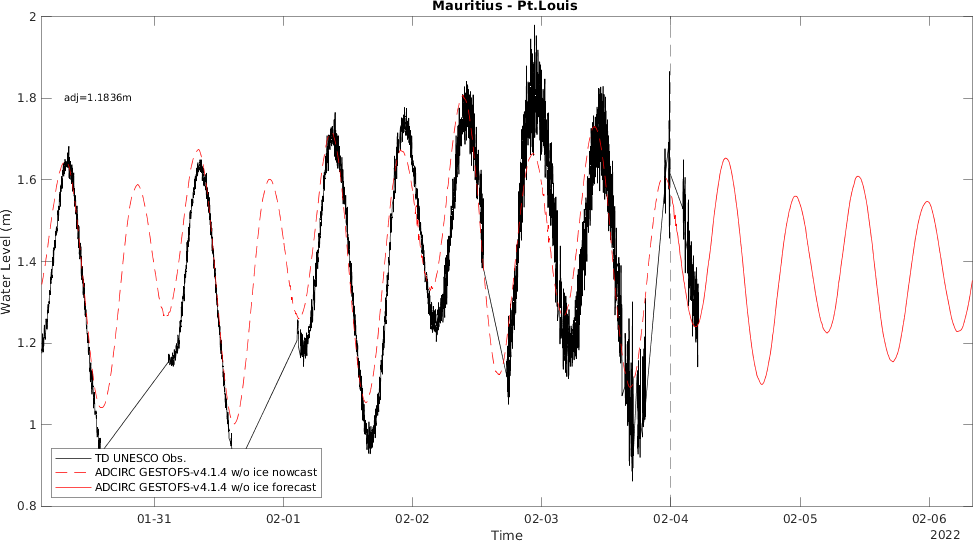 Mauritius - Pt.Louis
2
1.8
1.6
1.4
1.2
1
0.8
Water Level (m)
adj=1.1836m
TD UNESCO Obs.
ADCIRC GESTOFS-v4.1.4 w/o ice nowcast
ADCIRC GESTOFS-v4.1.4 w/o ice forecast
01-31
02-01
02-02
02-03
02-04
02-05
02-06
Time
2022